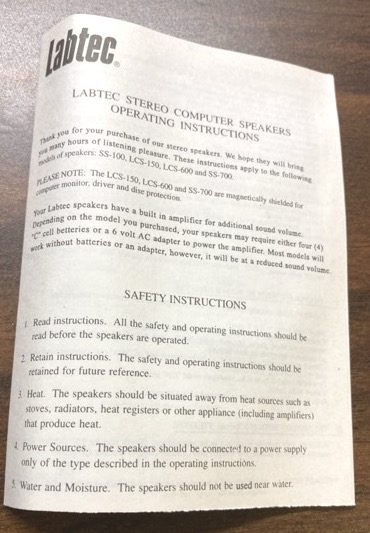 Labtec®
LABTEC STEREO COMPUTER SPEAKERS
OPERATING INSTRUCTIONS
Thank you for your purchase of our stereo speakers. We hope they will bring
you many hours of listening pleasure. These instructions apply to the following
models of speakers: SS-100, LCS-150, LCS-600 and SS-700.
PLEASE NOTE: The LCS-150, LCS-600 and SS-700 are magnetically shielded for
computer monitor, driver and disc protection.
Your Labtec speakers have a built in amplifier for additional sound volume.
Depending on the model you purchased, your speakers may require either four (4)
"C" cell betteries or a 6 volt AC adapter to power the amplifier. Most models will
work without batteries or an adapter, however, it will be at a reduced sound volume.
SAFETY INSTRUCTIONS
1. Read instructions. All the safety and operating instructions should be
read before the speakers are operated.
2. Retain instructions. The safety and operating instructions should be
retained for future reference.
3. Heat. The speakers should be situated away from heat sources such as
stoves, radiators, heat registers or other appliance (including amplifiers)
that produce heat.
4. Power Sources. The speakers should be connected to a power supply
only of the type described in the operating instructions.
5. Water and Moisture. The speakers should not be used near water.